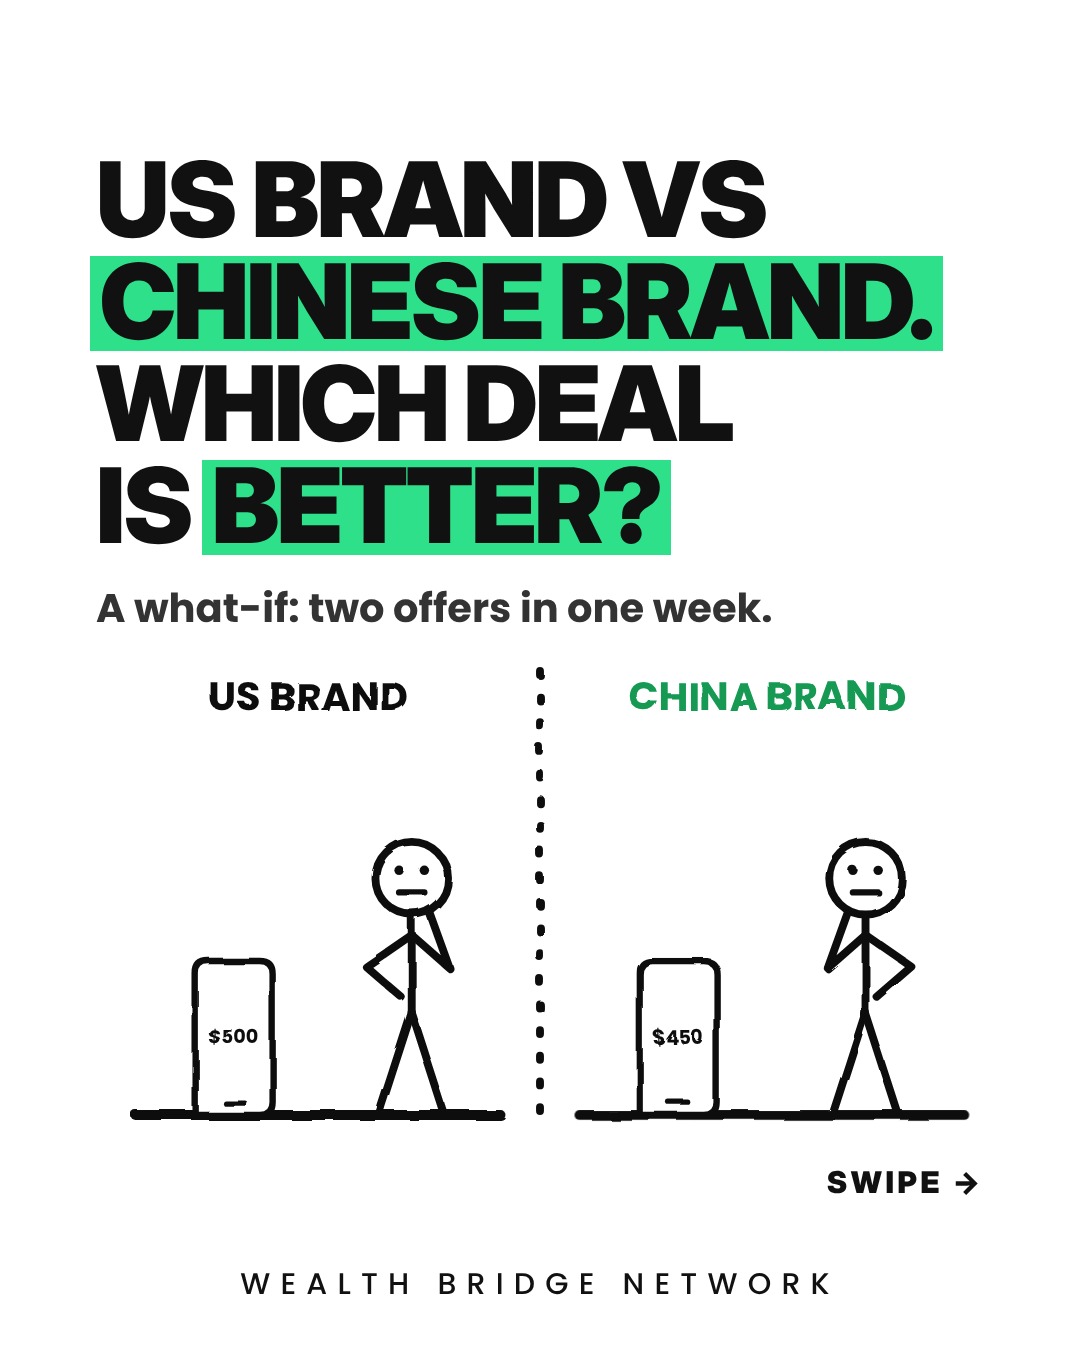 US BRAND VS
CHINESE BRAND.
WHICH DEAL
IS BETTER?
A what-if: two offers in one week.
US BRAND
CHINA BRAND
$500
$450
SWIPE →
WEALTH BRIDGE NETWORK